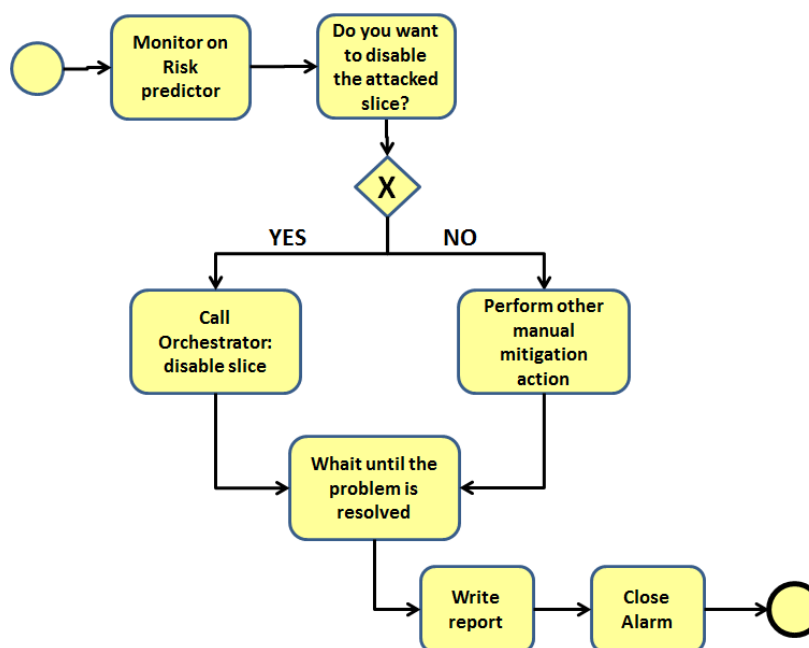 Monitor on
Risk
predictor
Do you want
to disable
the attacked
slice?
X
YES
NO
Call
Orchestrator:
disable slice
Perform other
manual
mitigation
action
Whait until the
problem is
resolved
Write
report
Close
Alarm